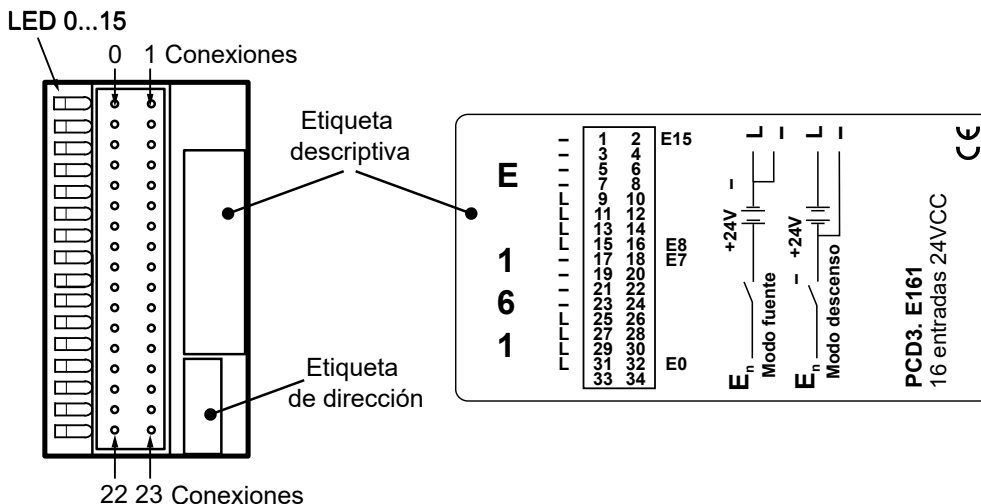 LED 0...15
0 1 Conexiones
Etiqueta
descriptiva
Etiqueta
de dirección
22 23 Conexiones
E
1
6
1
– 1 2 E15
– 3 4
– 5 6
– 7 8
L 9 10
L 11 12
L 13 14
L 15 16 E8
– 17 18 E7
– 19 20
– 21 22
– 23 24
L 25 26
L 27 28
L 29 30
L 31 32 E0
33 34
L –
+24V –
En
Modo fuente
L –
– +24V
En
Modo descenso
PCD3. E161
16 entradas 24VCC
CE